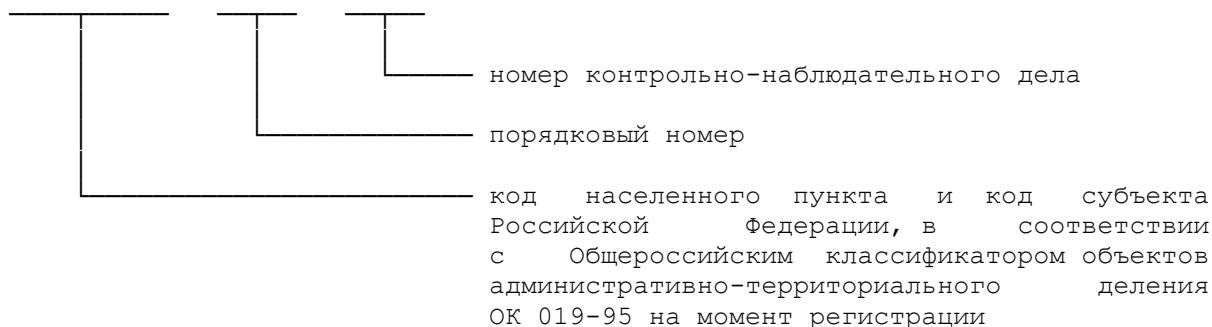 номер контрольно-наблюдательного дела
порядковый номер
код населенного пункта и код субъекта
Российской Федерации, в соответствии
с Общероссийским классификатором объектов
административно-территориального деления
ОК 019-95 на момент регистрации